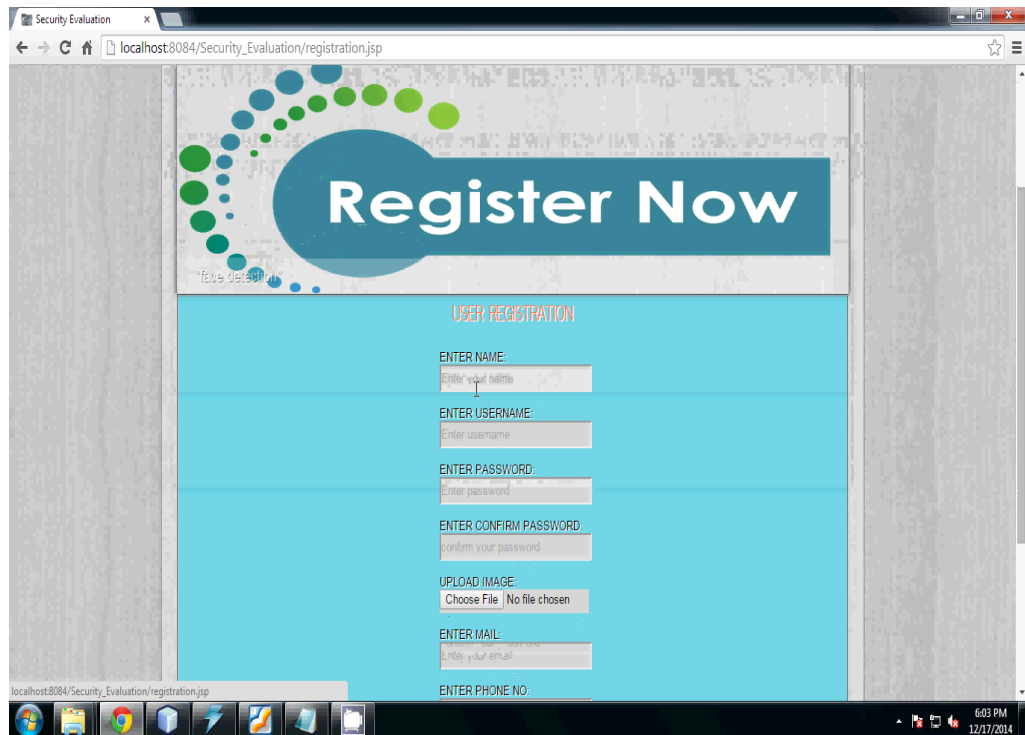 Security Evaluation
localhost:8084/Security_Evaluation/registration.jsp
Register Now
"face detection"
USER REGISTRATION
ENTER NAME:
Enter your name
ENTER USERNAME:
Enter username
ENTER PASSWORD:
Enter password
ENTER CONFIRM PASSWORD:
confirm your password
UPLOAD IMAGE:
Choose File No file chosen
ENTER MAIL:
Enter your email
ENTER PHONE NO:
localhost:8084/Security_Evaluation/registration.jsp
6:03 PM
12/17/2014